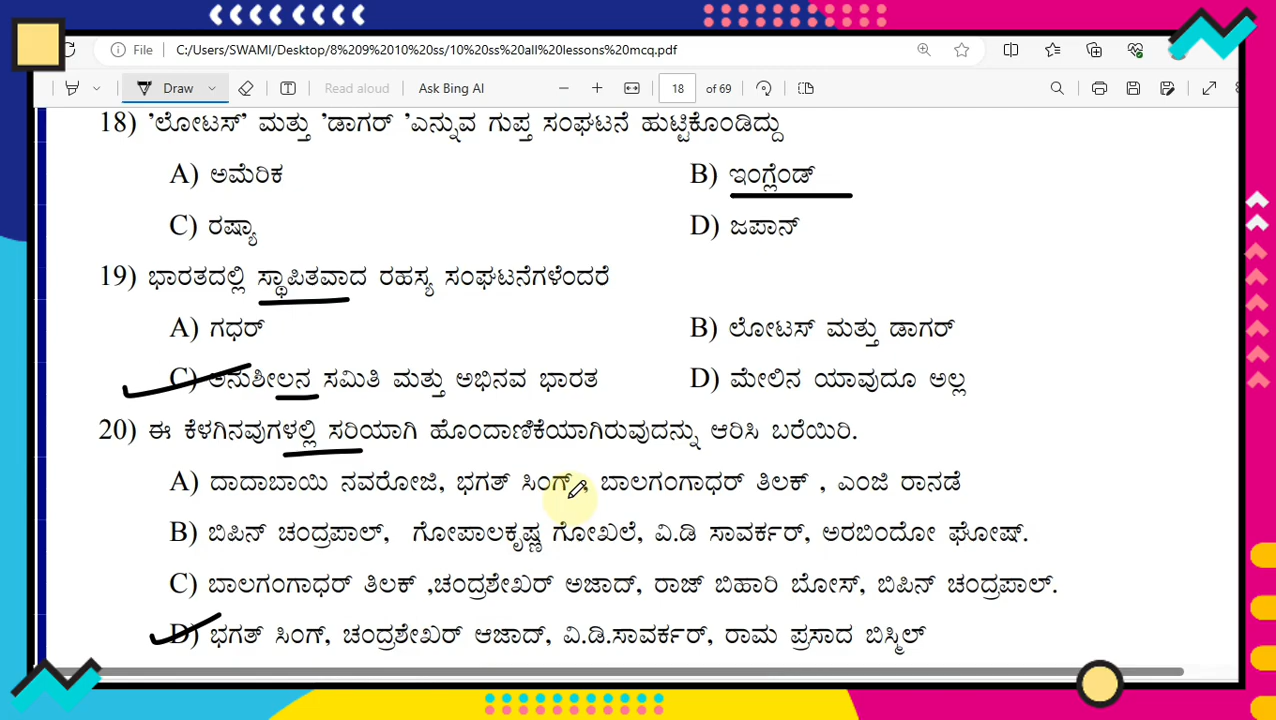 File C:/Users/SWAMI/Desktop/8%209%2010%20ss/10%20ss%20all%20lessons%20mcq.pdf
Draw Read aloud Ask Bing AI 18 of 69
18) 'ಲೋಟಸ್' ಮತ್ತು 'ಡಾಗರ್ 'ಎನ್ನುವ ಗುಪ್ತ ಸಂಘಟನೆ ಹುಟ್ಟಿಕೊಂಡಿದ್ದು
A) ಅಮೆರಿಕ B) ಇಂಗ್ಲೆಂಡ್
C) ರಷ್ಯಾ D) ಜಪಾನ್
19) ಭಾರತದಲ್ಲಿ ಸ್ಥಾಪಿತವಾದ ರಹಸ್ಯ ಸಂಘಟನೆಗಳೆಂದರೆ
A) ಗಧರ್ B) ಲೋಟಸ್ ಮತ್ತು ಡಾಗರ್
C) ಅನುಶೀಲನ ಸಮಿತಿ ಮತ್ತು ಅಭಿನವ ಭಾರತ D) ಮೇಲಿನ ಯಾವುದೂ ಅಲ್ಲ
20) ಈ ಕೆಳಗಿನವುಗಳಲ್ಲಿ ಸರಿಯಾಗಿ ಹೊಂದಾಣಿಕೆಯಾಗಿರುವುದನ್ನು ಆರಿಸಿ ಬರೆಯಿರಿ.
A) ದಾದಾಬಾಯಿ ನವರೋಜಿ, ಭಗತ್ ಸಿಂಗ್ , ಬಾಲಗಂಗಾಧರ್ ತಿಲಕ್ , ಎಂಜಿ ರಾನಡೆ
B) ಬಿಪಿನ್ ಚಂದ್ರಪಾಲ್, ಗೋಪಾಲಕೃಷ್ಣ ಗೋಖಲೆ, ವಿ.ಡಿ ಸಾವರ್ಕರ್, ಅರಬಿಂದೋ ಘೋಷ್.
C) ಬಾಲಗಂಗಾಧರ್ ತಿಲಕ್ ,ಚಂದ್ರಶೇಖರ್ ಅಜಾದ್, ರಾಜ್ ಬಿಹಾರಿ ಬೋಸ್, ಬಿಪಿನ್ ಚಂದ್ರಪಾಲ್.
D) ಭಗತ್ ಸಿಂಗ್, ಚಂದ್ರಶೇಖರ್ ಆಜಾದ್, ವಿ.ಡಿ.ಸಾವರ್ಕರ್, ರಾಮ ಪ್ರಸಾದ ಬಿಸ್ಮಿಲ್